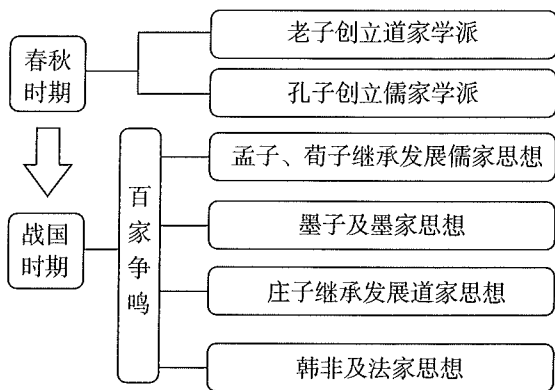 春秋
时期
老子创立道家学派
孔子创立儒家学派
战国
时期
百家争鸣
孟子、荀子继承发展儒家思想
墨子及墨家思想
庄子继承发展道家思想
韩非及法家思想